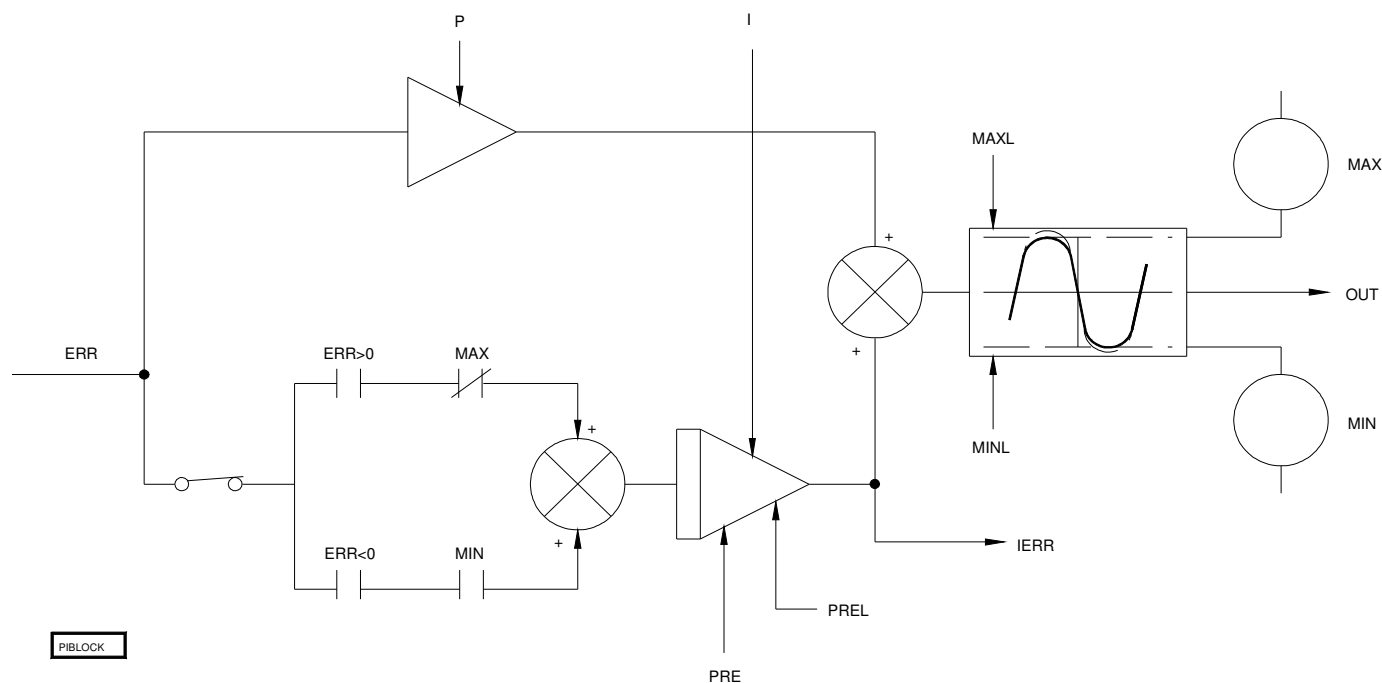 P
I
MAXL
MAX
+
OUT
ERR
ERR>0
MAX
+
+
MINL
MIN
+
ERR<0
MIN
IERR
PREL
PIBLOCK
PRE